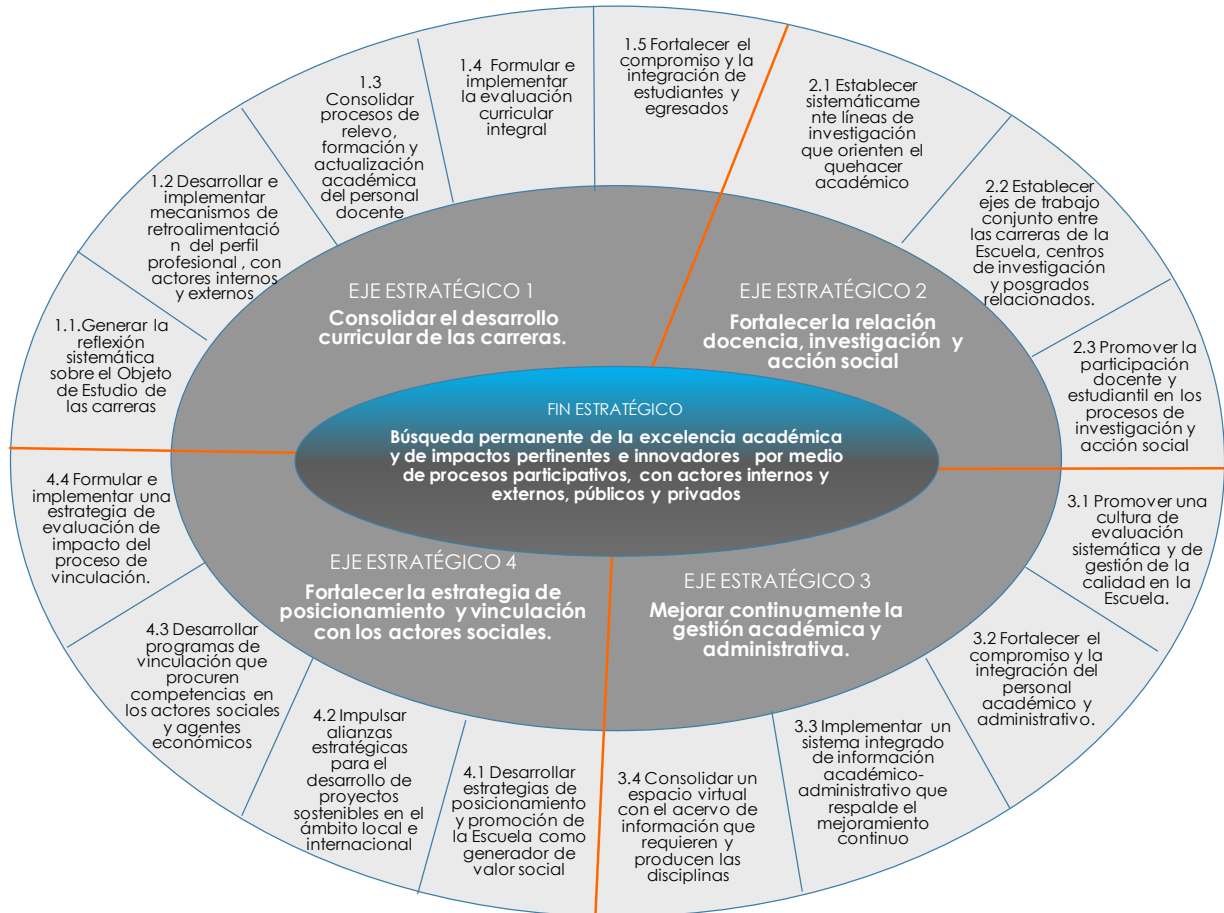 FIN ESTRATÉGICO
Búsqueda permanente de la excelencia académica
y de impactos pertinentes e innovadores por medio
de procesos participativos, con actores internos y
externos, públicos y privados
EJE ESTRATÉGICO 1
Consolidar el desarrollo
curricular de las carreras.
1.1.Generar la
reflexión
sistemática
sobre el Objeto
de Estudio de
las carreras
1.2 Desarrollar e
implementar
mecanismos de
retroalimentació
n del perfil
profesional , con
actores internos
y externos
1.3
Consolidar
procesos de
relevo,
formación y
actualización
académica
del personal
docente
1.4 Formular e
implementar
la evaluación
curricular
integral
1.5 Fortalecer el
compromiso y la
integración de
estudiantes y
egresados
EJE ESTRATÉGICO 2
Fortalecer la relación
docencia, investigación y
acción social
2.1 Establecer
sistemáticame
nte líneas de
investigación
que orienten el
quehacer
académico
2.2 Establecer
ejes de trabajo
conjunto entre
las carreras de la
Escuela, centros
de investigación
y posgrados
relacionados.
2.3 Promover la
participación
docente y
estudiantil en los
procesos de
investigación y
acción social
EJE ESTRATÉGICO 3
Mejorar continuamente la
gestión académica y
administrativa.
3.1 Promover una
cultura de
evaluación
sistemática y de
gestión de la
calidad en la
Escuela.
3.2 Fortalecer el
compromiso y la
integración del
personal
académico y
administrativo.
3.3 Implementar un
sistema integrado
de información
académico-
administrativo que
respalde el
mejoramiento
continuo
3.4 Consolidar un
espacio virtual
con el acervo de
información que
requieren y
producen las
disciplinas
EJE ESTRATÉGICO 4
Fortalecer la estrategia de
posicionamiento y vinculación
con los actores sociales.
4.1 Desarrollar
estrategias de
posicionamiento
y promoción de
la Escuela como
generador de
valor social
4.2 Impulsar
alianzas
estratégicas
para el
desarrollo de
proyectos
sostenibles en el
ámbito local e
internacional
4.3 Desarrollar
programas de
vinculación que
procuren
competencias en
los actores sociales
y agentes
económicos
4.4 Formular e
implementar una
estrategia de
evaluación de
impacto del
proceso de
vinculación.